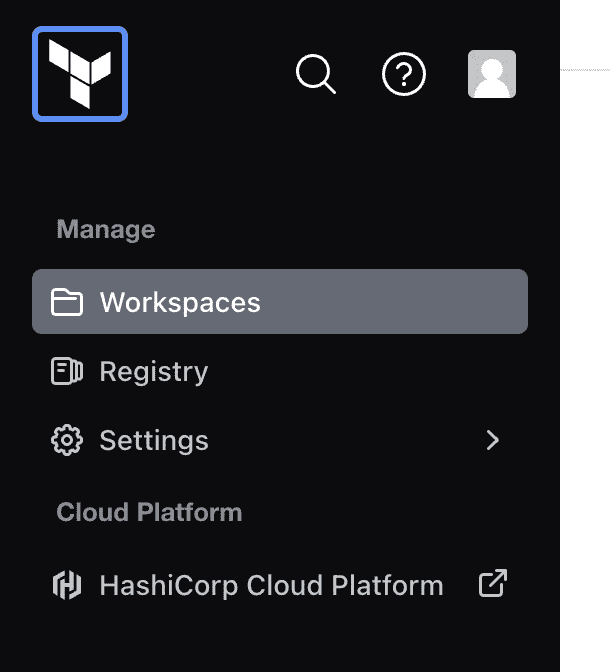 Manage
Workspaces
Registry
Settings
Cloud Platform
HashiCorp Cloud Platform